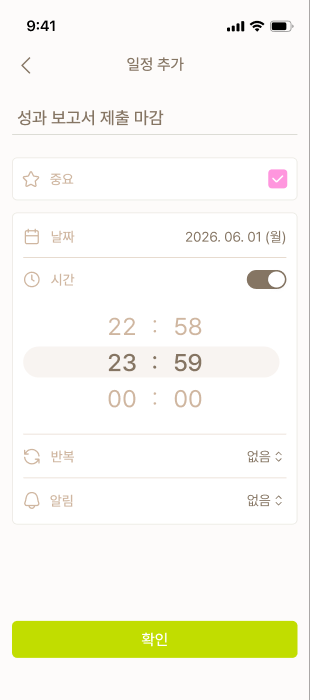 9:41
일정 추가
성과 보고서 제출 마감
중요
날짜 2026. 06. 01 (월)
시간
22 : 58
23 : 59
00 : 00
반복 없음
알림 없음
확인